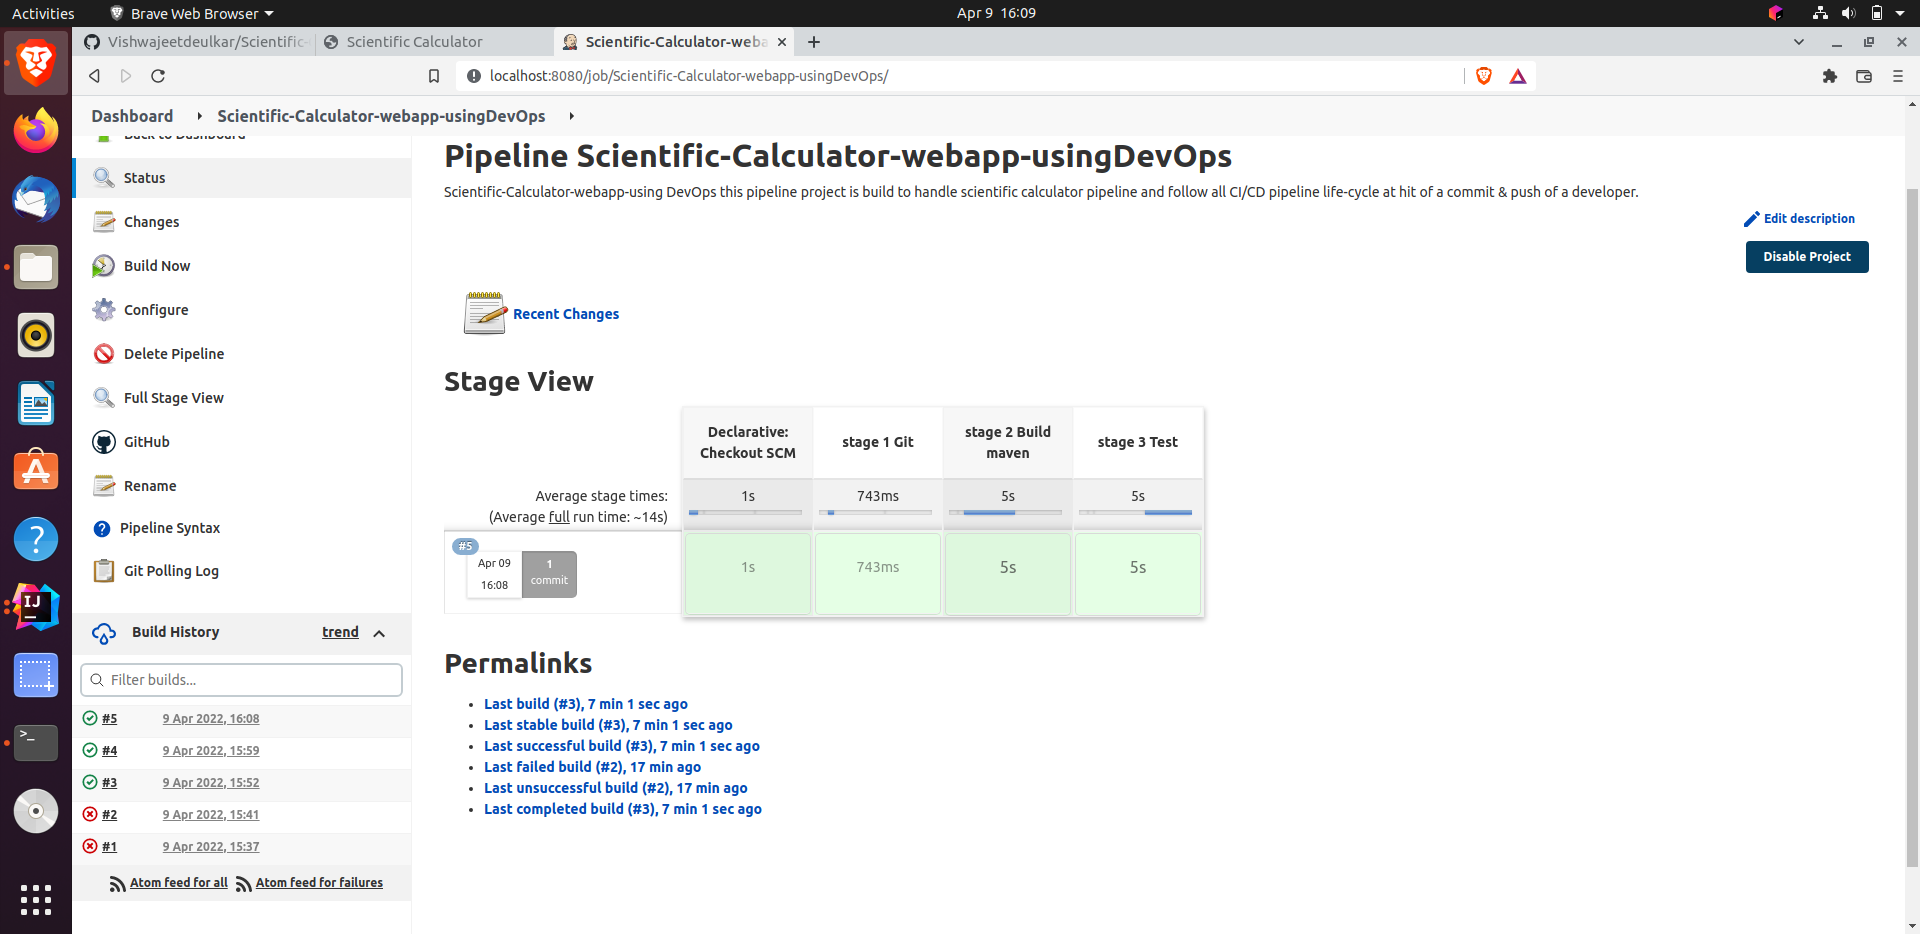 Activities
Brave Web Browser
Apr 9 16:09
Vishwajeetdeulkar/Scientific-
Scientific Calculator
Scientific-Calculator-weba
localhost:8080/job/Scientific-Calculator-webapp-usingDevOps/
Dashboard
Scientific-Calculator-webapp-usingDevOps
Back to Dashboard
Status
Changes
Build Now
Configure
Delete Pipeline
Full Stage View
GitHub
Rename
Pipeline Syntax
Git Polling Log
Build History
trend
Filter builds...
#5 9 Apr 2022, 16:08
#4 9 Apr 2022, 15:59
#3 9 Apr 2022, 15:52
#2 9 Apr 2022, 15:41
#1 9 Apr 2022, 15:37
Atom feed for all Atom feed for failures
Pipeline Scientific-Calculator-webapp-usingDevOps
Scientific-Calculator-webapp-using DevOps this pipeline project is build to handle scientific calculator pipeline and follow all CI/CD pipeline life-cycle at hit of a commit & push of a developer.
Edit description
Disable Project
Recent Changes
Stage View
Declarative: Checkout SCM
stage 1 Git
stage 2 Build maven
stage 3 Test
Average stage times:
(Average full run time: ~14s)
1s 743ms 5s 5s
#5
Apr 09
16:08
1
commit
1s 743ms 5s 5s
Permalinks
Last build (#3), 7 min 1 sec ago
Last stable build (#3), 7 min 1 sec ago
Last successful build (#3), 7 min 1 sec ago
Last failed build (#2), 17 min ago
Last unsuccessful build (#2), 17 min ago
Last completed build (#3), 7 min 1 sec ago
IJ